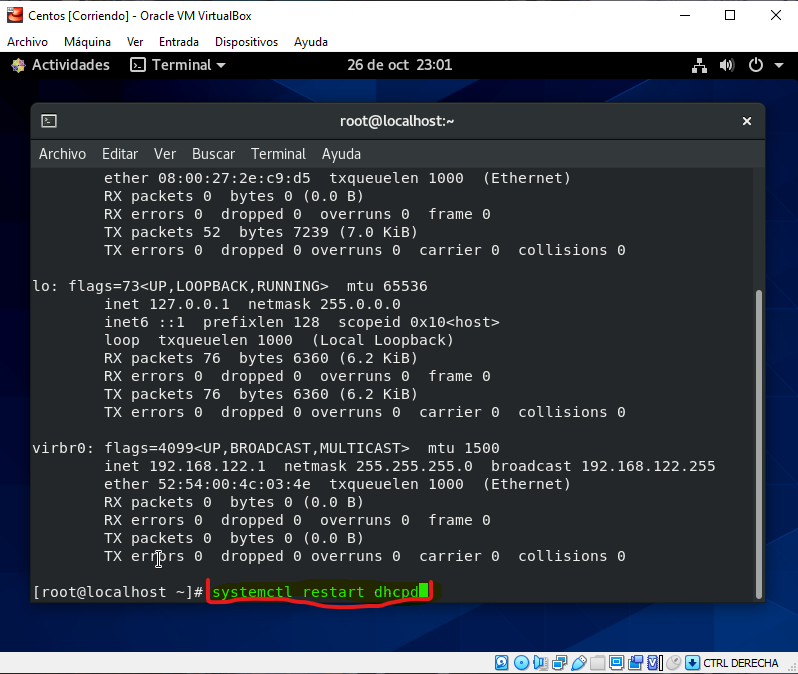 Centos [Corriendo] - Oracle VM VirtualBox
Archivo Máquina Ver Entrada Dispositivos Ayuda
Actividades Terminal 26 de oct 23:01
root@localhost:~
Archivo Editar Ver Buscar Terminal Ayuda
ether 08:00:27:2e:c9:d5 txqueuelen 1000 (Ethernet)
RX packets 0 bytes 0 (0.0 B)
RX errors 0 dropped 0 overruns 0 frame 0
TX packets 52 bytes 7239 (7.0 KiB)
TX errors 0 dropped 0 overruns 0 carrier 0 collisions 0
lo: flags=73<UP,LOOPBACK,RUNNING> mtu 65536
inet 127.0.0.1 netmask 255.0.0.0
inet6 ::1 prefixlen 128 scopeid 0x10<host>
loop txqueuelen 1000 (Local Loopback)
RX packets 76 bytes 6360 (6.2 KiB)
RX errors 0 dropped 0 overruns 0 frame 0
TX packets 76 bytes 6360 (6.2 KiB)
TX errors 0 dropped 0 overruns 0 carrier 0 collisions 0
virbr0: flags=4099<UP,BROADCAST,MULTICAST> mtu 1500
inet 192.168.122.1 netmask 255.255.255.0 broadcast 192.168.122.255
ether 52:54:00:4c:03:4e txqueuelen 1000 (Ethernet)
RX packets 0 bytes 0 (0.0 B)
RX errors 0 dropped 0 overruns 0 frame 0
TX packets 0 bytes 0 (0.0 B)
TX errors 0 dropped 0 overruns 0 carrier 0 collisions 0
[root@localhost ~]# systemctl restart dhcpd
CTRL DERECHA